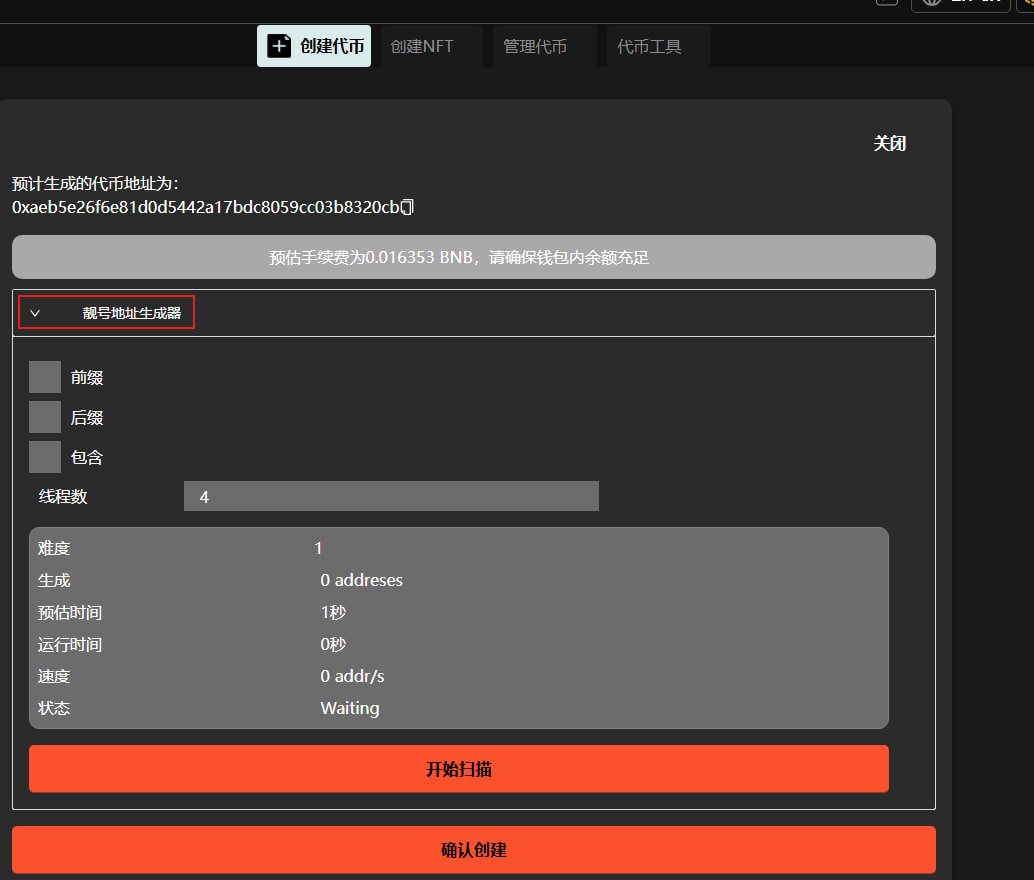 创建代币 创建NFT 管理代币 代币工具
关闭
预计生成的代币地址为：
0xaeb5e26f6e81d0d5442a17bdc8059cc03b8320cb
预估手续费为0.016353 BNB，请确保钱包内余额充足
靓号地址生成器
前缀
后缀
包含
线程数 4
难度 1
生成 0 addreses
预估时间 1秒
运行时间 0秒
速度 0 addr/s
状态 Waiting
开始扫描
确认创建